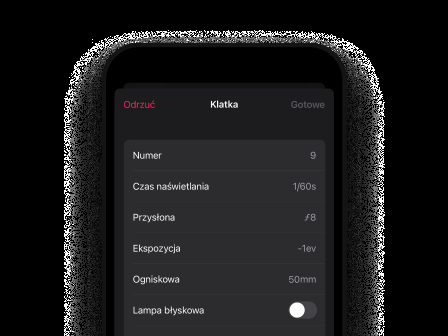 Odrzuć Klatka Gotowe
Numer 9
Czas naświetlania 1/60s
Przysłona ƒ8
Ekspozycja -1ev
Ogniskowa 50mm
Lampa błyskowa